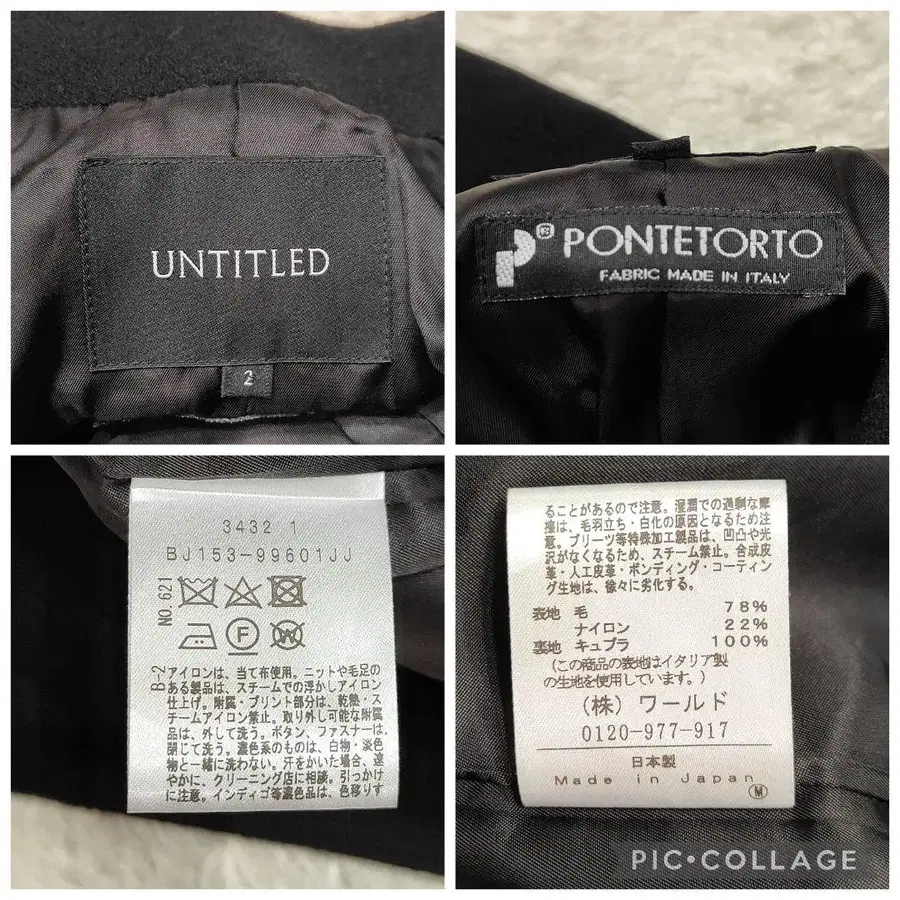 UNTITLED
2
PONTETORTO
FABRIC MADE IN ITALY
3432 1
BJ153-99601JJ
NO.621
F
W
B-2
アイロンは、当て布使用。ニットや毛足の
ある製品は、スチームでの浮かしアイロン
仕上げ。附属・プリント部分は、乾熱・ス
チームアイロン禁止。取り外し可能な附属
品は、外して洗う。ボタン、ファスナーは、
閉じて洗う。濃色系のものは、白物・淡色
物と一緒に洗わない。汗をかいた場合、速
やかに、クリーニング店に相談。引っかけ
に注意。インディゴ等濃色品は、色移りす
ることがあるので注意。湿潤での過剰な摩
擦は、毛羽立ち・白化の原因となるため注
意。プリーツ等特殊加工製品は、凹凸や光
沢がなくなるため、スチーム禁止。合成皮
革・人工皮革・ボンディング・コーティン
グ生地は、徐々に劣化する。
表地 毛 78%
ナイロン 22%
裏地 キュプラ 100%
(この商品の表地はイタリア製
の生地を使用しています。)
(株) ワールド
0120-977-917
日本製
Made in Japan
M
PIC•COLLAGE